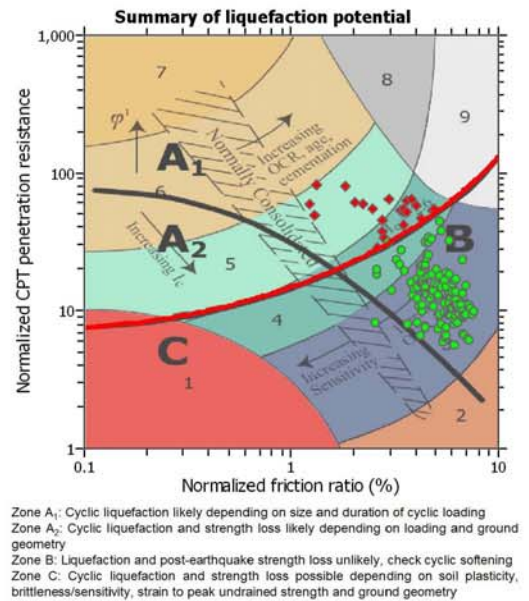 Summary of liquefaction potential
1,000
7
8
9
φ'
Increasing
OCR, age,
cementation
Normally Consolidated
100
A1
6
A2
Increasing Ic
5
B
Normalized CPT penetration resistance
10
4
C
1
Increasing
Sensitivity
2
1
0.1
1
10
Normalized friction ratio (%)
Zone A1: Cyclic liquefaction likely depending on size and duration of cyclic loading
Zone A2: Cyclic liquefaction and strength loss likely depending on loading and ground
geometry
Zone B: Liquefaction and post-earthquake strength loss unlikely, check cyclic softening
Zone C: Cyclic liquefaction and strength loss possible depending on soil plasticity,
brittleness/sensitivity, strain to peak undrained strength and ground geometry